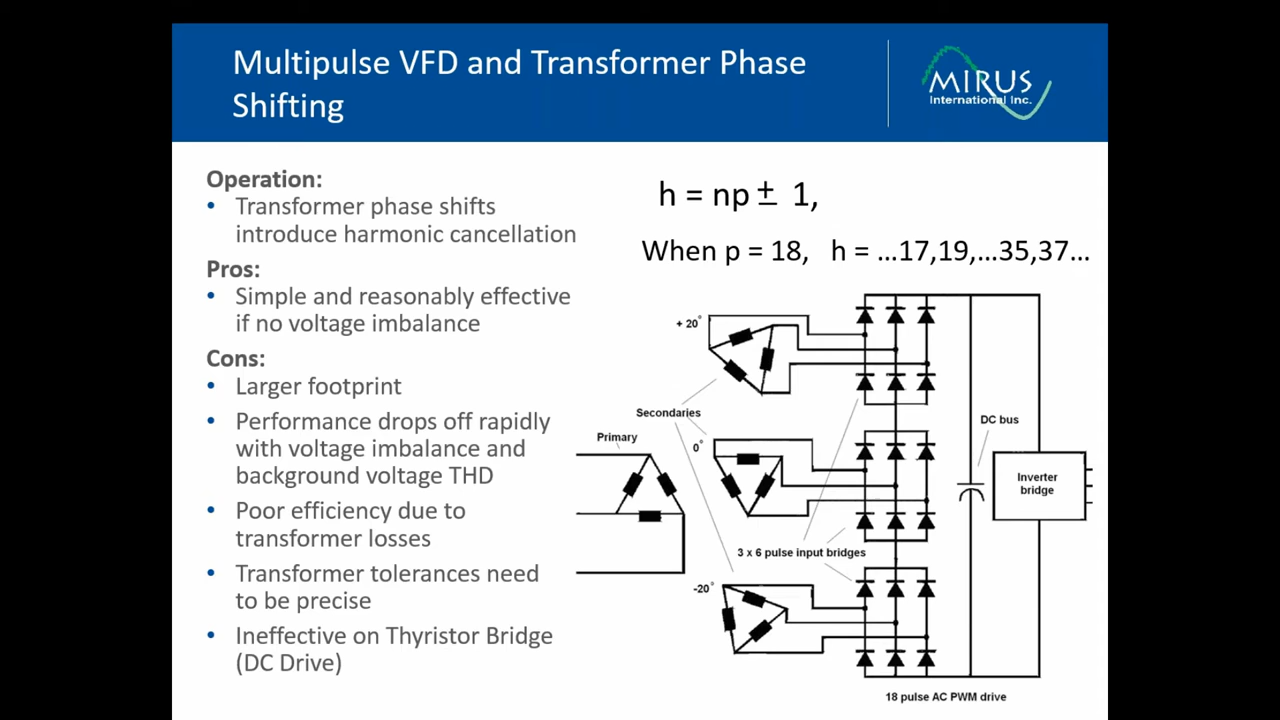 Multipulse VFD and Transformer Phase
Shifting
MIRUS
International Inc.
Operation:
• Transformer phase shifts
introduce harmonic cancellation
Pros:
• Simple and reasonably effective
if no voltage imbalance
Cons:
• Larger footprint
• Performance drops off rapidly
with voltage imbalance and
background voltage THD
• Poor efficiency due to
transformer losses
• Transformer tolerances need
to be precise
• Ineffective on Thyristor Bridge
(DC Drive)
h = np ± 1,
When p = 18, h = …17,19,…35,37…
+ 20°
Secondaries
Primary
0°
DC bus
Inverter
bridge
3 x 6 pulse input bridges
-20°
18 pulse AC PWM drive